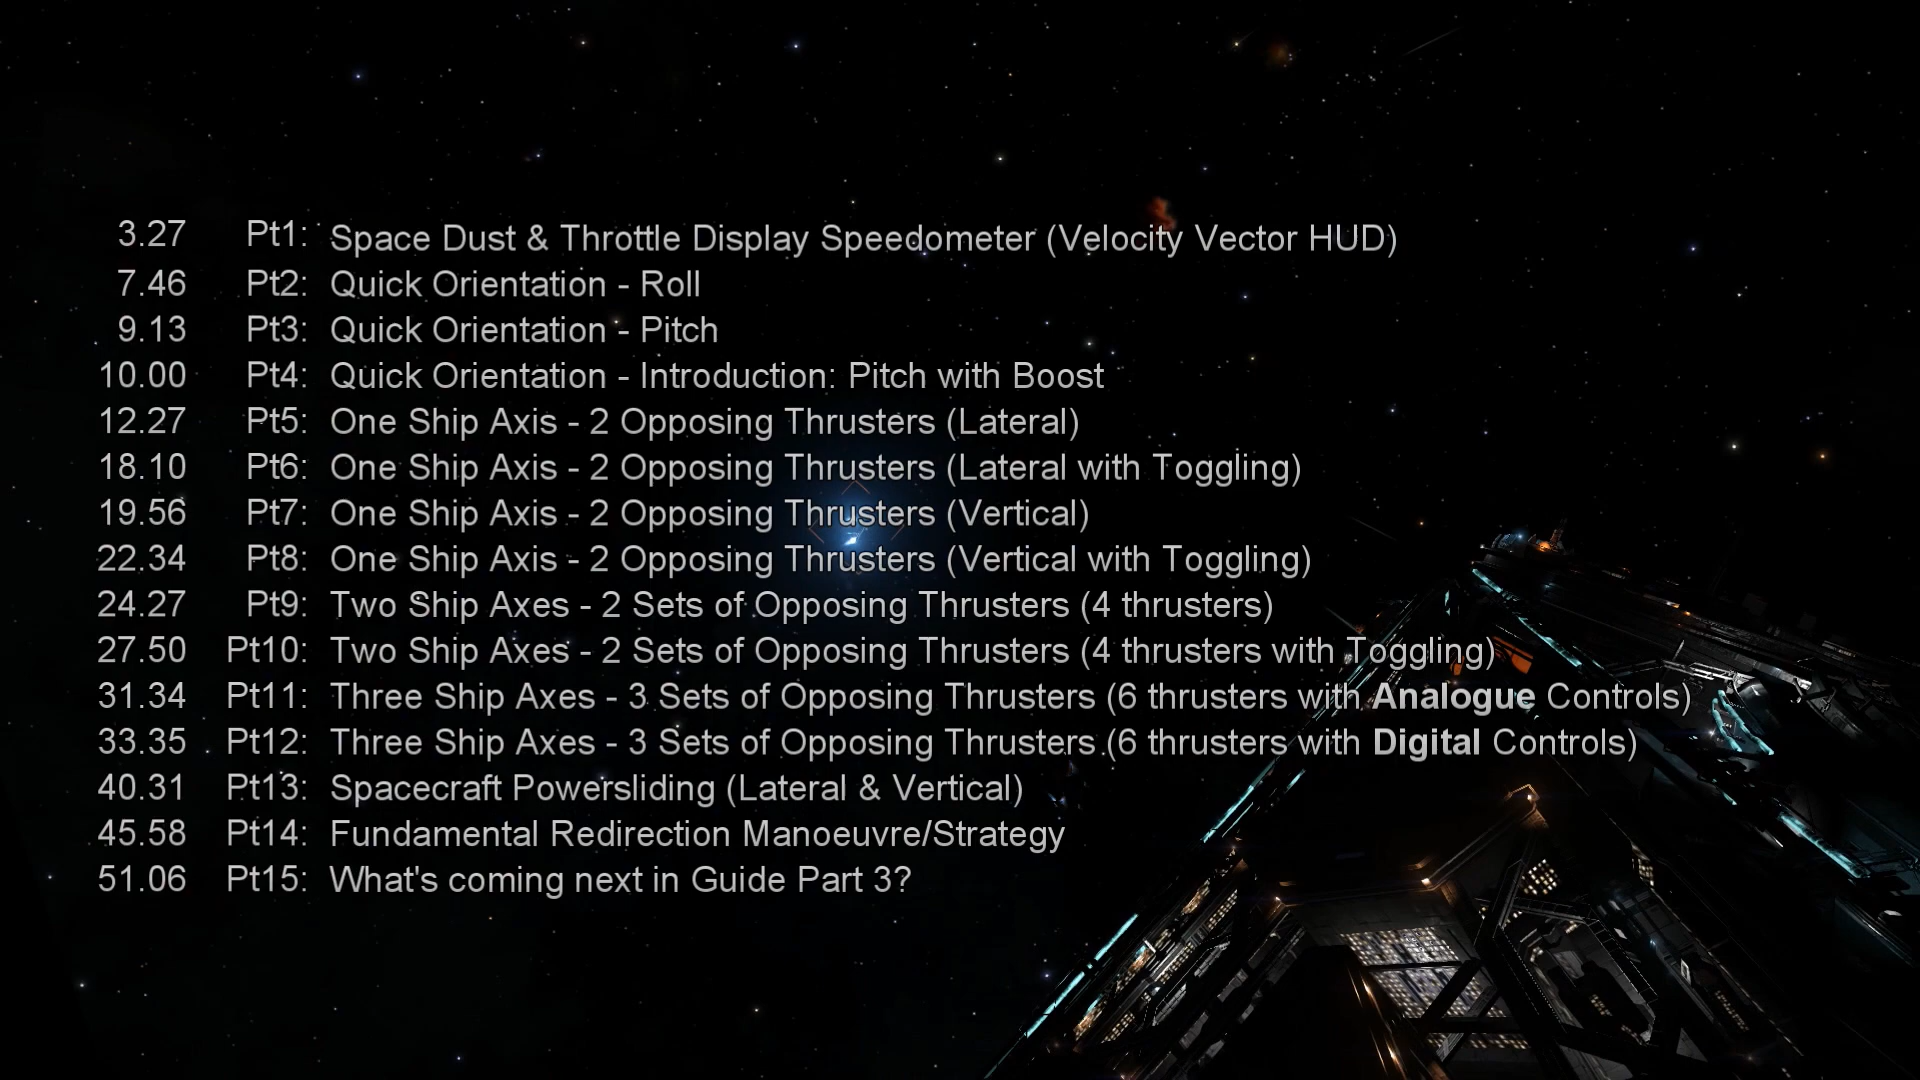 3.27 Pt1: Space Dust & Throttle Display Speedometer (Velocity Vector HUD)
7.46 Pt2: Quick Orientation - Roll
9.13 Pt3: Quick Orientation - Pitch
10.00 Pt4: Quick Orientation - Introduction: Pitch with Boost
12.27 Pt5: One Ship Axis - 2 Opposing Thrusters (Lateral)
18.10 Pt6: One Ship Axis - 2 Opposing Thrusters (Lateral with Toggling)
19.56 Pt7: One Ship Axis - 2 Opposing Thrusters (Vertical)
22.34 Pt8: One Ship Axis - 2 Opposing Thrusters (Vertical with Toggling)
24.27 Pt9: Two Ship Axes - 2 Sets of Opposing Thrusters (4 thrusters)
27.50 Pt10: Two Ship Axes - 2 Sets of Opposing Thrusters (4 thrusters with Toggling)
31.34 Pt11: Three Ship Axes - 3 Sets of Opposing Thrusters (6 thrusters with Analogue Controls)
33.35 Pt12: Three Ship Axes - 3 Sets of Opposing Thrusters (6 thrusters with Digital Controls)
40.31 Pt13: Spacecraft Powersliding (Lateral & Vertical)
45.58 Pt14: Fundamental Redirection Manoeuvre/Strategy
51.06 Pt15: What's coming next in Guide Part 3?